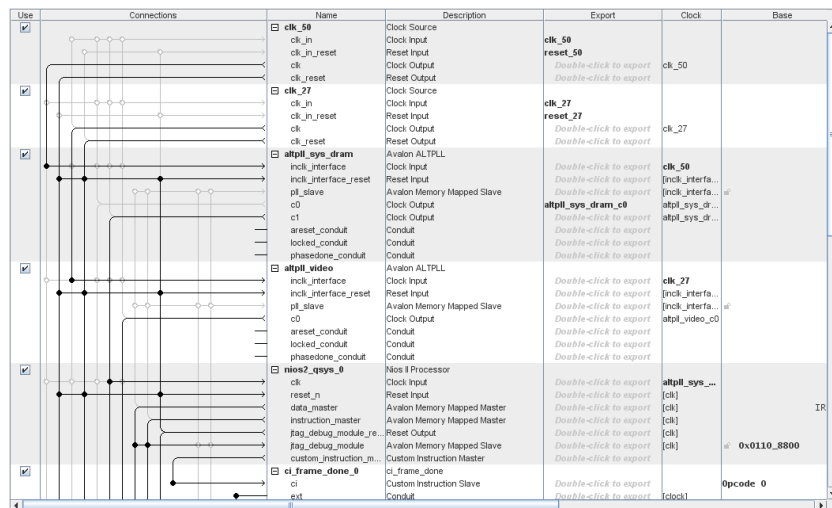 Use Connections Name Description Export Clock Base
clk_50 Clock Source
clk_in Clock Input clk_50
clk_in_reset Reset Input reset_50
clk Clock Output Double-click to export clk_50
clk_reset Reset Output Double-click to export
clk_27 Clock Source
clk_in Clock Input clk_27
clk_in_reset Reset Input reset_27
clk Clock Output Double-click to export clk_27
clk_reset Reset Output Double-click to export
altpll_sys_dram Avalon ALTPLL
inclk_interface Clock Input Double-click to export clk_50
inclk_interface_reset Reset Input Double-click to export [inclk_interfa...
pll_slave Avalon Memory Mapped Slave Double-click to export [inclk_interfa...
c0 Clock Output altpll_sys_dram_c0 altpll_sys_dr...
c1 Clock Output Double-click to export altpll_sys_dr...
areset_conduit Conduit Double-click to export
locked_conduit Conduit Double-click to export
phasedone_conduit Conduit Double-click to export
altpll_video Avalon ALTPLL
inclk_interface Clock Input Double-click to export clk_27
inclk_interface_reset Reset Input Double-click to export [inclk_interfa...
pll_slave Avalon Memory Mapped Slave Double-click to export [inclk_interfa...
c0 Clock Output Double-click to export altpll_video_c0
areset_conduit Conduit Double-click to export
locked_conduit Conduit Double-click to export
phasedone_conduit Conduit Double-click to export
nios2_qsys_0 Nios II Processor
clk Clock Input Double-click to export altpll_sys_...
reset_n Reset Input Double-click to export [clk]
data_master Avalon Memory Mapped Master Double-click to export [clk] IR
instruction_master Avalon Memory Mapped Master Double-click to export [clk]
jtag_debug_module_re... Reset Output Double-click to export [clk]
jtag_debug_module Avalon Memory Mapped Slave Double-click to export [clk] 0x0110_8800
custom_instruction_m... Custom Instruction Master Double-click to export
ci_frame_done_0 ci_frame_done
ci Custom Instruction Slave Double-click to export Opcode 0
ext Conduit Double-click to export [clock]